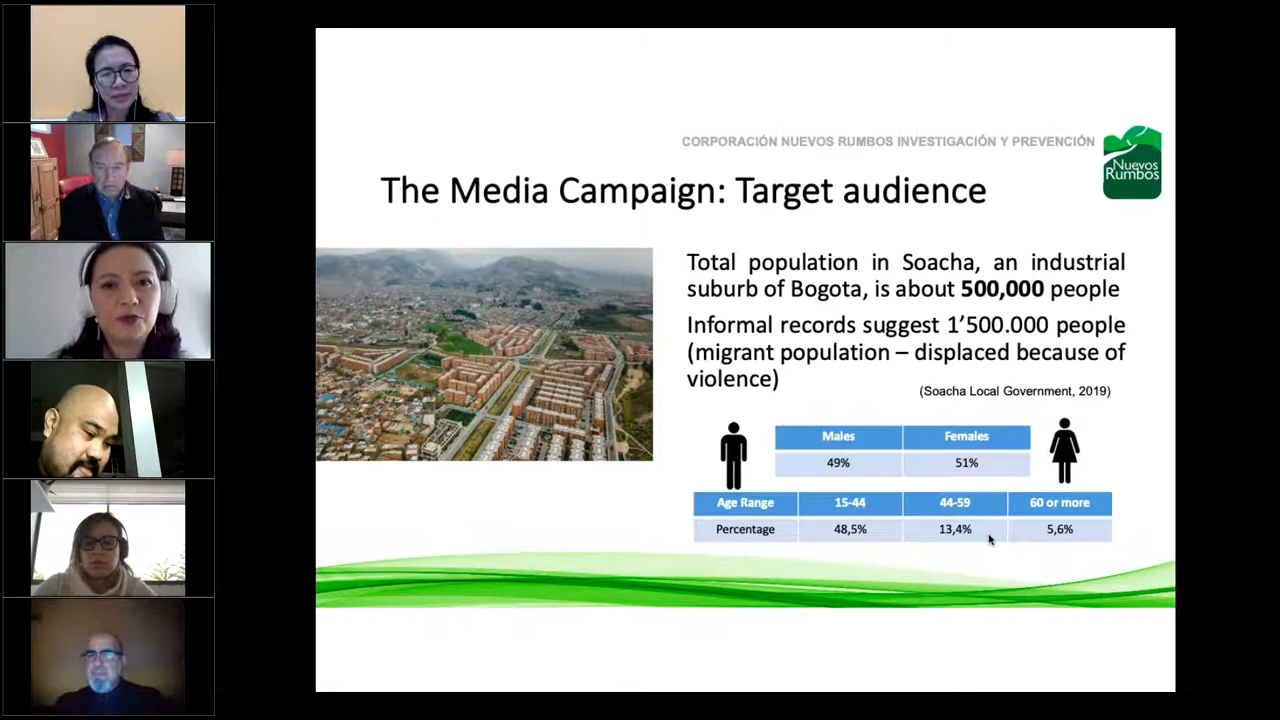 CORPORACIÓN NUEVOS RUMBOS INVESTIGACIÓN Y PREVENCIÓN
Nuevos
Rumbos
The Media Campaign: Target audience
Total population in Soacha, an industrial
suburb of Bogota, is about 500,000 people
Informal records suggest 1’500.000 people
(migrant population – displaced because of
violence)
(Soacha Local Government, 2019)
Males Females
49% 51%
Age Range 15-44 44-59 60 or more
Percentage 48,5% 13,4% 5,6%